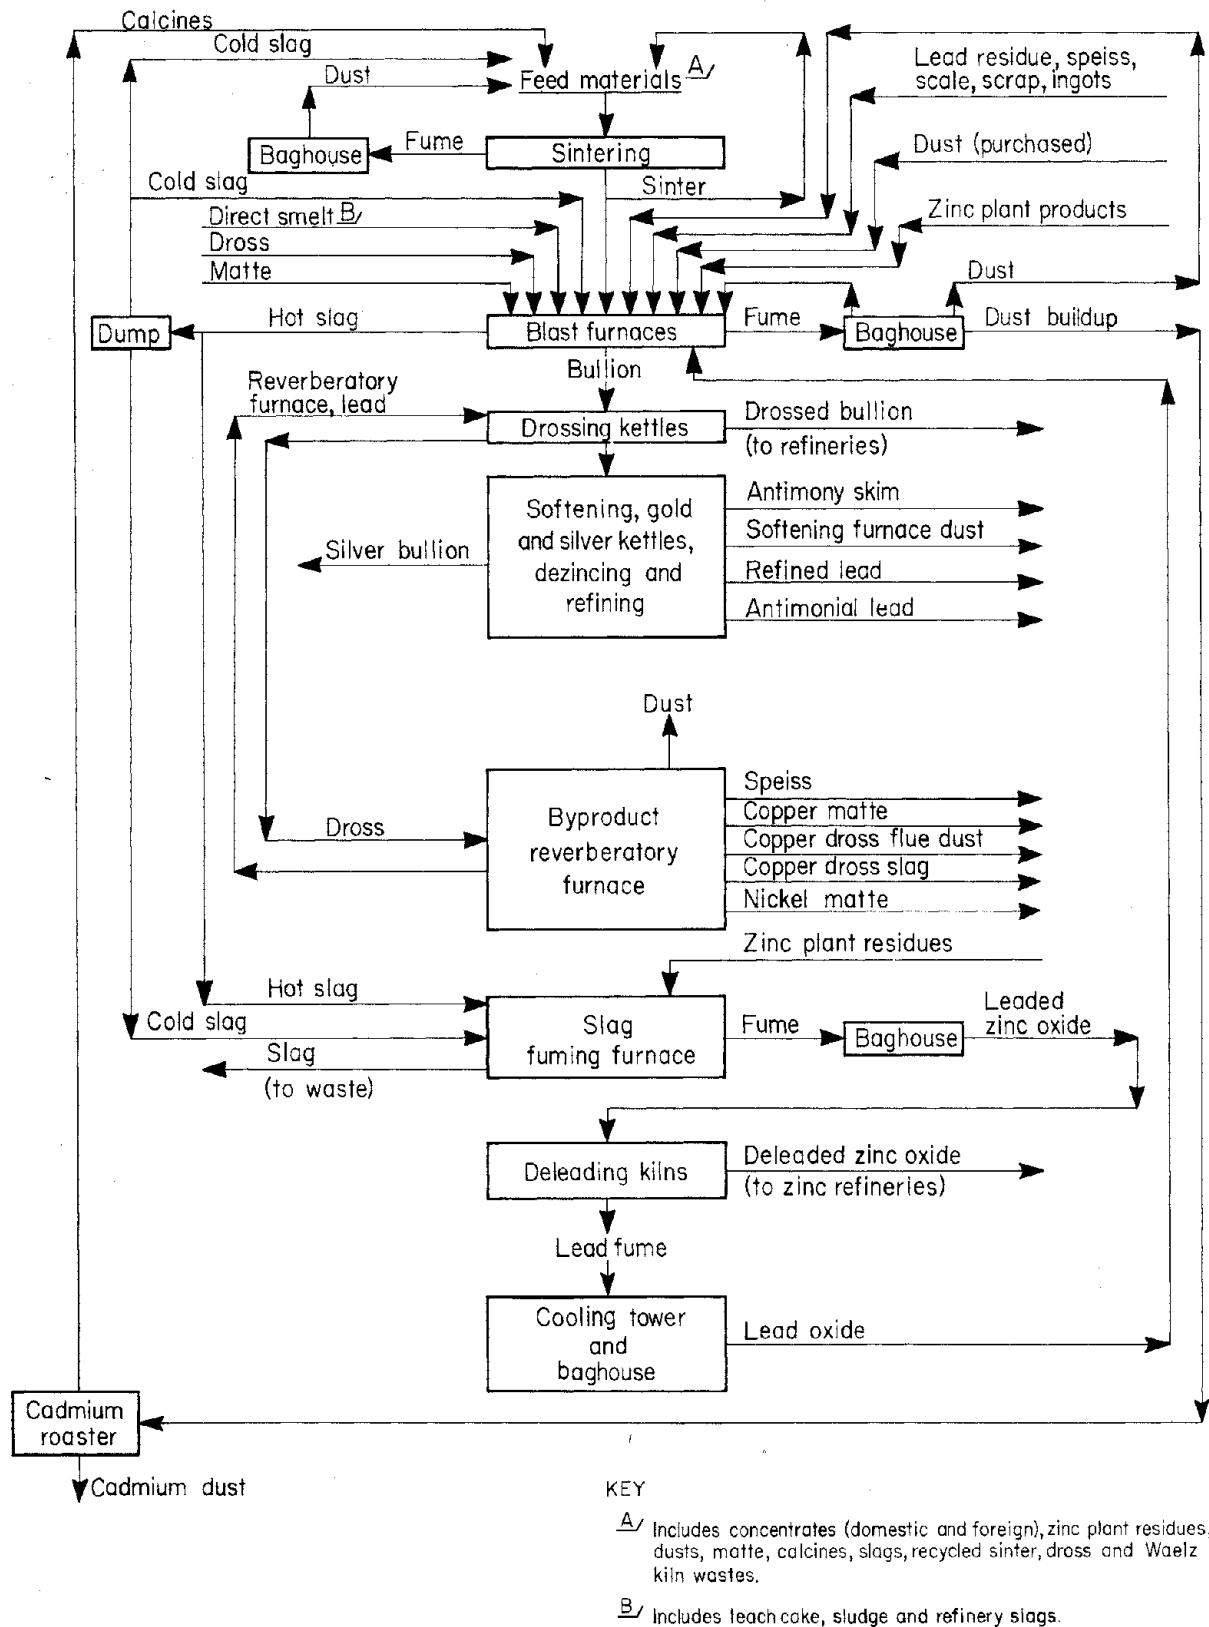 Calcines
Cold slag
Dust
Feed materials A/
Lead residue, speiss,
scale, scrap, ingots
Baghouse
Fume
Sintering
Dust (purchased)
Cold slag
Sinter
Direct smelt B/
Zinc plant products
Dross
Matte
Dust
Dump
Hot slag
Blast furnaces
Fume
Baghouse
Dust buildup
Bullion
Reverberatory
furnace, lead
Drossing kettles
Drossed bullion
(to refineries)
Softening, gold
and silver kettles,
dezincing and
refining
Silver bullion
Antimony skim
Softening furnace dust
Refined lead
Antimonial lead
Dust
Dross
Byproduct
reverberatory
furnace
Speiss
Copper matte
Copper dross flue dust
Copper dross slag
Nickel matte
Zinc plant residues
Hot slag
Cold slag
Slag
(to waste)
Slag
fuming furnace
Fume
Baghouse
Leaded
zinc oxide
Deleading kilns
Deleaded zinc oxide
(to zinc refineries)
Lead fume
Cooling tower
and
baghouse
Lead oxide
Cadmium
roaster
Cadmium dust
KEY
A/ Includes concentrates (domestic and foreign), zinc plant residues,
dusts, matte, calcines, slags, recycled sinter, dross and Waelz
kiln wastes.
B/ Includes leach cake, sludge and refinery slags.